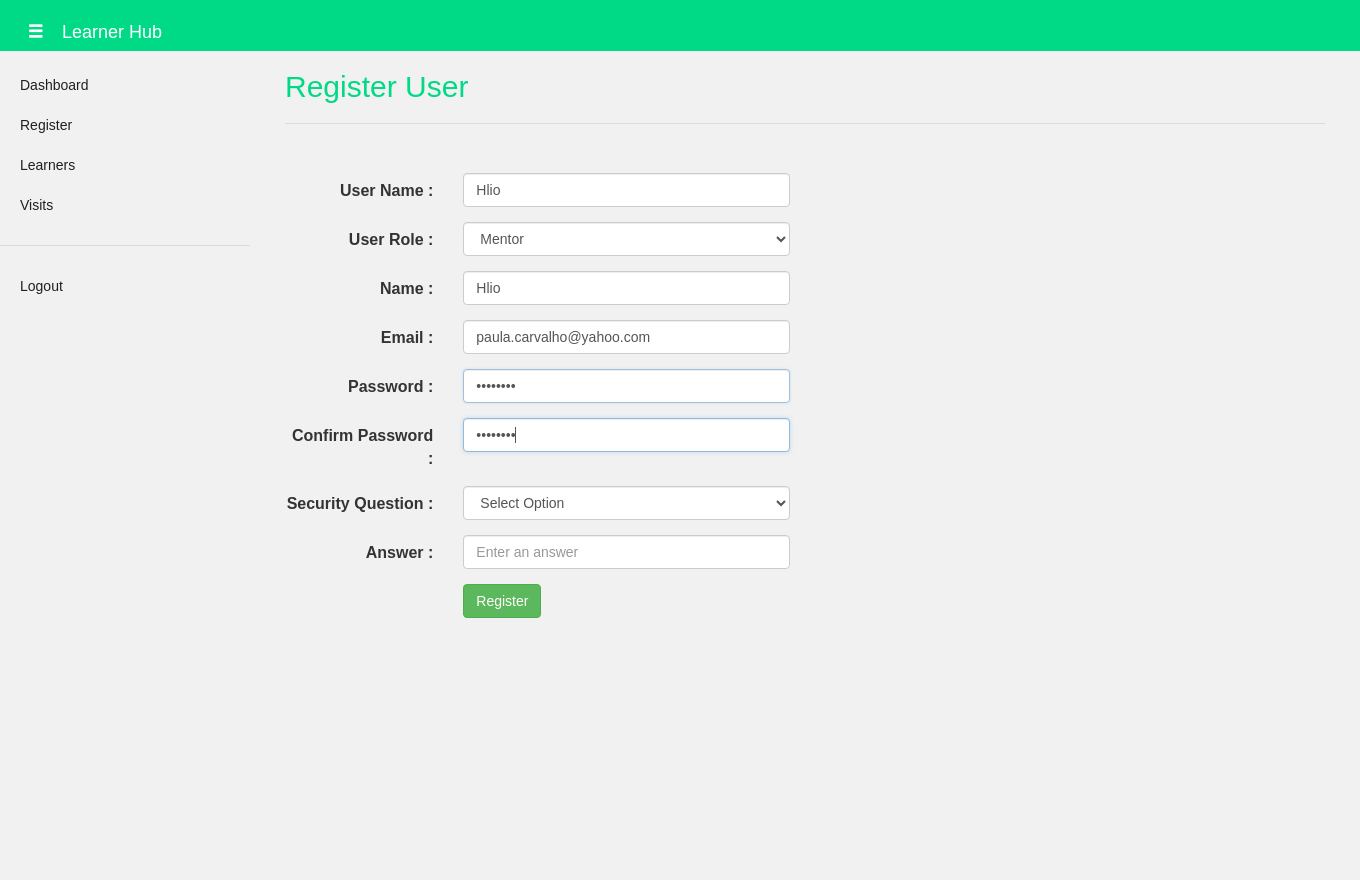 Learner Hub
Dashboard
Register
Learners
Visits
Logout
Register User
User Name :
Hlio
User Role :
Mentor
Name :
Hlio
Email :
paula.carvalho@yahoo.com
Password :
••••••••
Confirm Password
:
••••••••
Security Question :
Select Option
Answer :
Enter an answer
Register